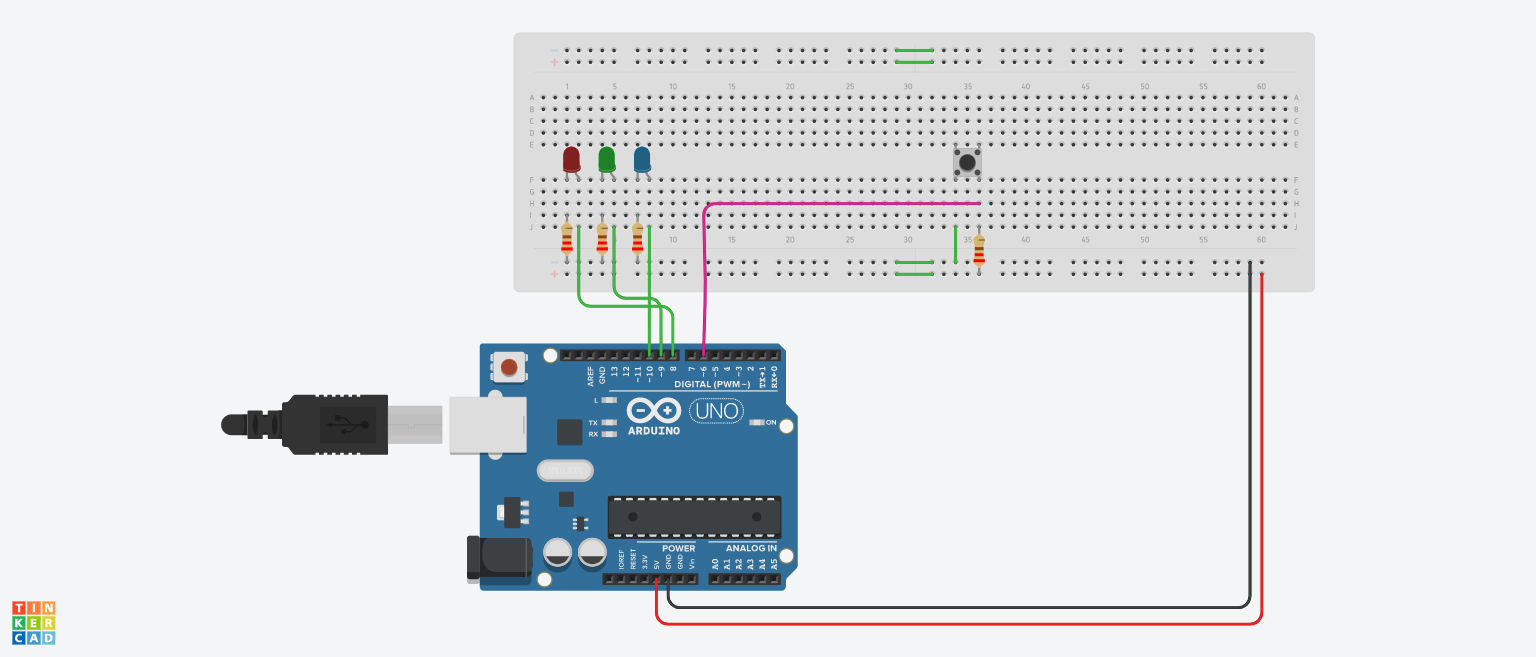 − −
+ +
1 5 10 15 20 25 30 35 40 45 50 55 60
A A
B B
C C
D D
E E
F F
G G
H H
I I
J J
1 5 10 15 20 25 30 35 40 45 50 55 60
− −
+ +
AREF GND 13 12 ~11 ~10 ~9 8 7 ~6 ~5 4 ~3 2 TX→1 RX←0
DIGITAL (PWM~)
L
TX
RX
ARDUINO
UNO
ON
POWER ANALOG IN
IOREF RESET 3.3V 5V GND GND Vin A0 A1 A2 A3 A4 A5
TIN
KER
CAD